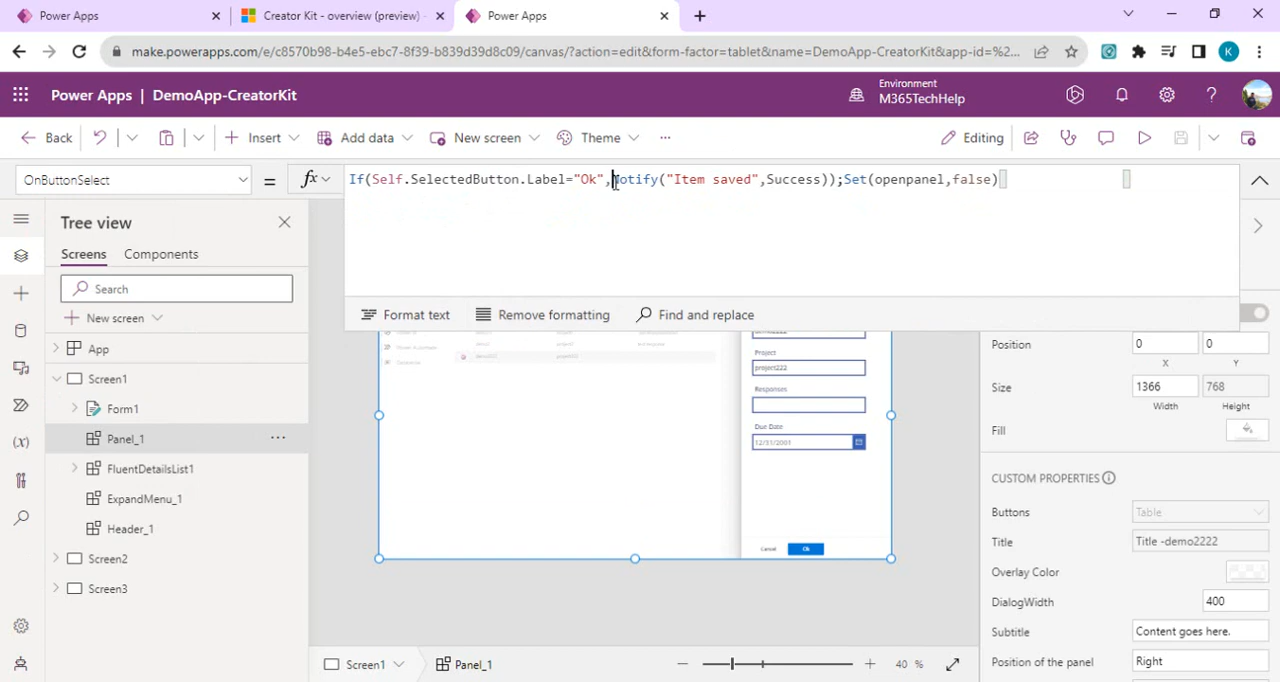 Power Apps
Creator Kit - overview (preview)
Power Apps
make.powerapps.com/e/c8570b98-b4e5-ebc7-8f39-b839d39d8c09/canvas/?action=edit&form-factor=tablet&name=DemoApp-CreatorKit&app-id=%2...
K
Power Apps | DemoApp-CreatorKit
Environment
M365TechHelp
Back
Insert
Add data
New screen
Theme
Editing
OnButtonSelect
=
fx
If(Self.SelectedButton.Label="Ok",Notify("Item saved",Success));Set(openpanel,false)
Tree view
Screens
Components
Search
New screen
App
Screen1
Form1
Panel_1
FluentDetailsList1
ExpandMenu_1
Header_1
Screen2
Screen3
Format text
Remove formatting
Find and replace
Project
project222
Responses
Due Date
12/31/2001
Cancel
Ok
Position
0
0
X
Y
Size
1366
768
Width
Height
Fill
CUSTOM PROPERTIES
Buttons
Table
Title
Title -demo2222
Overlay Color
DialogWidth
400
Subtitle
Content goes here.
Position of the panel
Right
Screen1
Panel_1
40 %